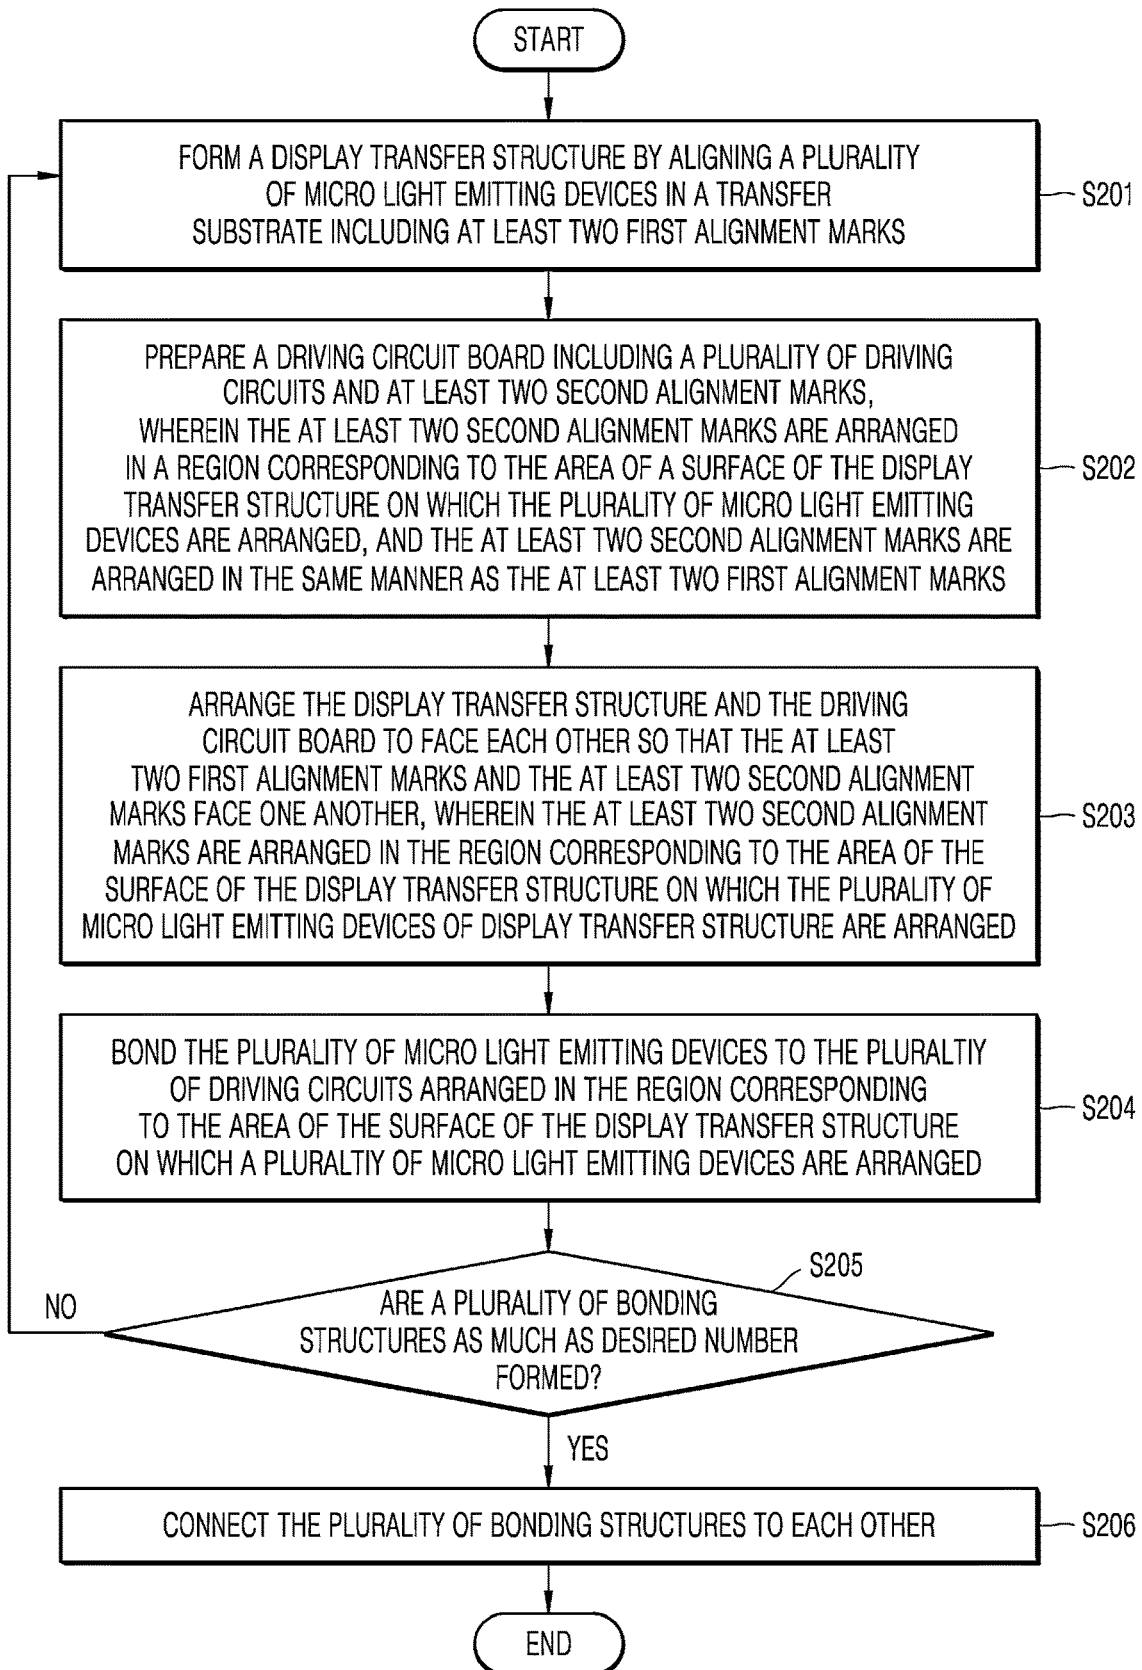 START
FORM A DISPLAY TRANSFER STRUCTURE BY ALIGNING A PLURALITY
OF MICRO LIGHT EMITTING DEVICES IN A TRANSFER
SUBSTRATE INCLUDING AT LEAST TWO FIRST ALIGNMENT MARKS
S201
PREPARE A DRIVING CIRCUIT BOARD INCLUDING A PLURALITY OF DRIVING
CIRCUITS AND AT LEAST TWO SECOND ALIGNMENT MARKS,
WHEREIN THE AT LEAST TWO SECOND ALIGNMENT MARKS ARE ARRANGED
IN A REGION CORRESPONDING TO THE AREA OF A SURFACE OF THE DISPLAY
TRANSFER STRUCTURE ON WHICH THE PLURALITY OF MICRO LIGHT EMITTING
DEVICES ARE ARRANGED, AND THE AT LEAST TWO SECOND ALIGNMENT MARKS ARE
ARRANGED IN THE SAME MANNER AS THE AT LEAST TWO FIRST ALIGNMENT MARKS
S202
ARRANGE THE DISPLAY TRANSFER STRUCTURE AND THE DRIVING
CIRCUIT BOARD TO FACE EACH OTHER SO THAT THE AT LEAST
TWO FIRST ALIGNMENT MARKS AND THE AT LEAST TWO SECOND ALIGNMENT
MARKS FACE ONE ANOTHER, WHEREIN THE AT LEAST TWO SECOND ALIGNMENT
MARKS ARE ARRANGED IN THE REGION CORRESPONDING TO THE AREA OF THE
SURFACE OF THE DISPLAY TRANSFER STRUCTURE ON WHICH THE PLURALITY OF
MICRO LIGHT EMITTING DEVICES OF DISPLAY TRANSFER STRUCTURE ARE ARRANGED
S203
BOND THE PLURALITY OF MICRO LIGHT EMITTING DEVICES TO THE PLURALTIY
OF DRIVING CIRCUITS ARRANGED IN THE REGION CORRESPONDING
TO THE AREA OF THE SURFACE OF THE DISPLAY TRANSFER STRUCTURE
ON WHICH A PLURALTIY OF MICRO LIGHT EMITTING DEVICES ARE ARRANGED
S204
S205
ARE A PLURALITY OF BONDING
STRUCTURES AS MUCH AS DESIRED NUMBER
FORMED?
NO
YES
CONNECT THE PLURALITY OF BONDING STRUCTURES TO EACH OTHER
S206
END